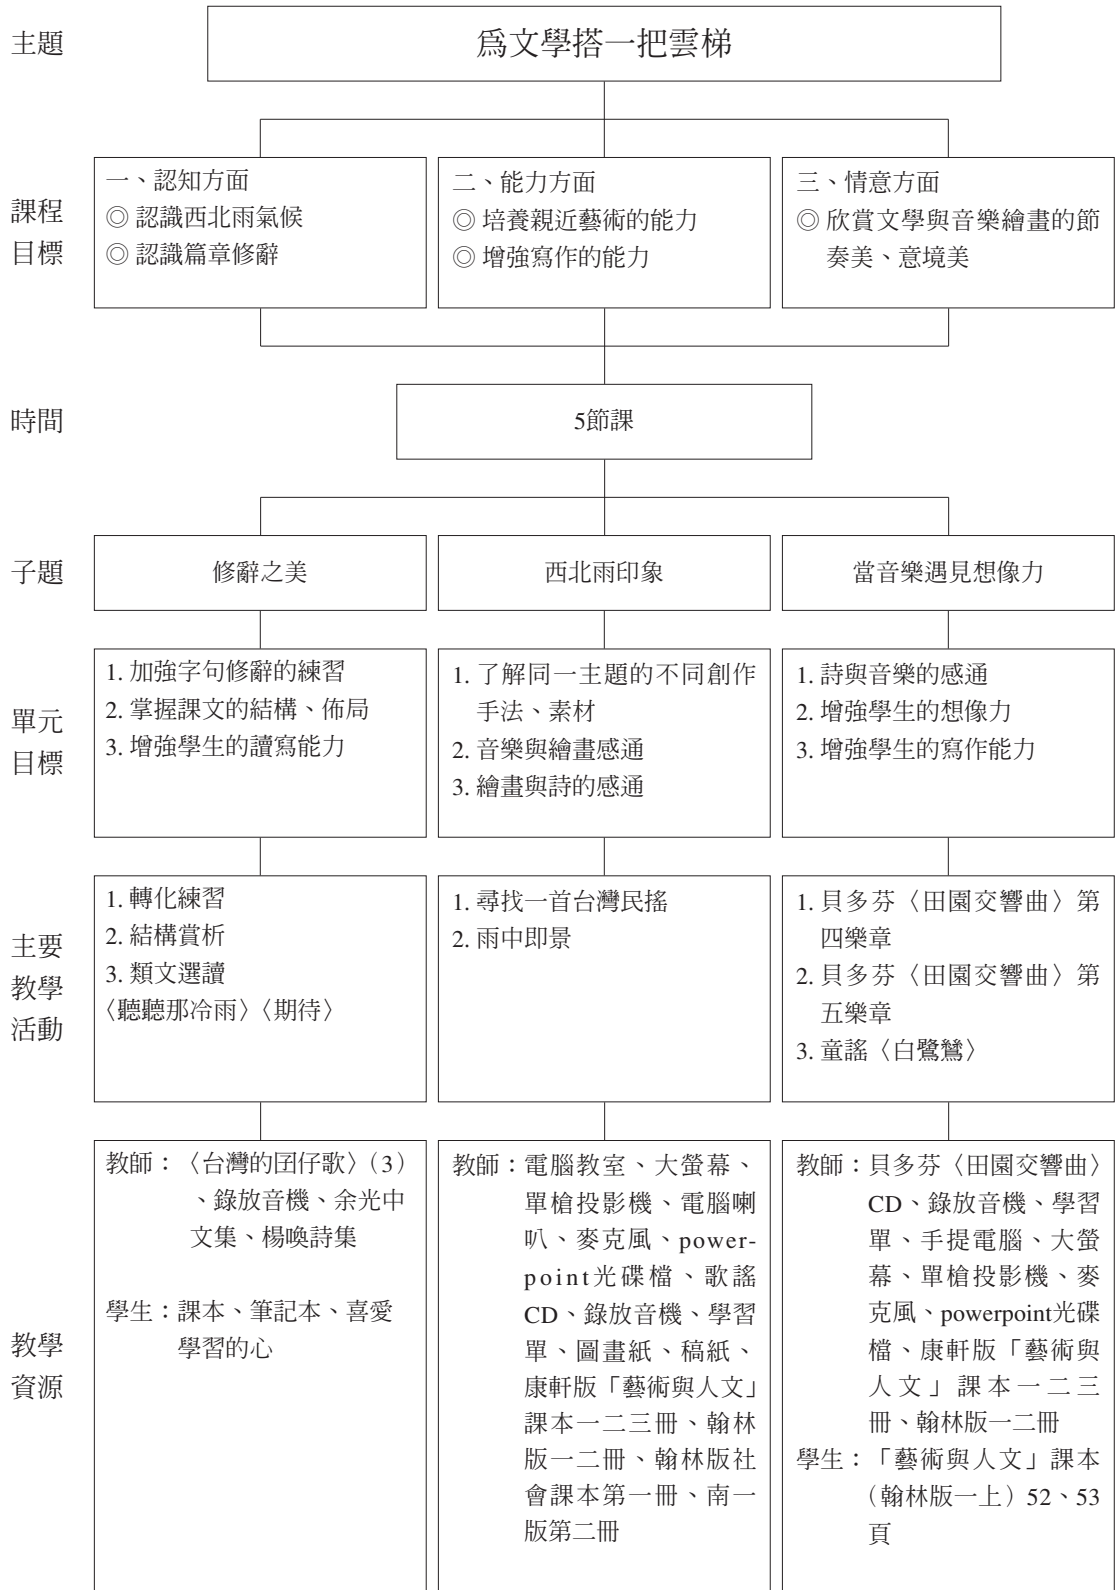 主題
爲文學搭一把雲梯
課程
目標
一、認知方面
◎ 認識西北雨氣候
◎ 認識篇章修辭
二、能力方面
◎ 培養親近藝術的能力
◎ 增強寫作的能力
三、情意方面
◎ 欣賞文學與音樂繪畫的節
奏美、意境美
時間
5節課
子題
修辭之美
西北雨印象
當音樂遇見想像力
單元
目標
1. 加強字句修辭的練習
2. 掌握課文的結構、佈局
3. 增強學生的讀寫能力
1. 了解同一主題的不同創作
手法、素材
2. 音樂與繪畫感通
3. 繪畫與詩的感通
1. 詩與音樂的感通
2. 增強學生的想像力
3. 增強學生的寫作能力
主要
教學
活動
1. 轉化練習
2. 結構賞析
3. 類文選讀
〈聽聽那冷雨〉〈期待〉
1. 尋找一首台灣民搖
2. 雨中即景
1. 貝多芬〈田園交響曲〉第
四樂章
2. 貝多芬〈田園交響曲〉第
五樂章
3. 童謠〈白鷺鷥〉
教學
資源
教師：〈台灣的囝仔歌〉(3)
、錄放音機、余光中
文集、楊喚詩集
學生：課本、筆記本、喜愛
學習的心
教師：電腦教室、大螢幕、
單槍投影機、電腦喇
叭、麥克風、power-
point光碟檔、歌謠
CD、錄放音機、學習
單、圖畫紙、稿紙、
康軒版「藝術與人文」
課本一二三冊、翰林
版一二冊、翰林版社
會課本第一冊、南一
版第二冊
教師：貝多芬〈田園交響曲〉
CD、錄放音機、學習
單、手提電腦、大螢
幕、單槍投影機、麥
克風、powerpoint光碟
檔、康軒版「藝術與
人文」課本一二三
冊、翰林版一二冊
學生：「藝術與人文」課本
（翰林版一上）52、53
頁